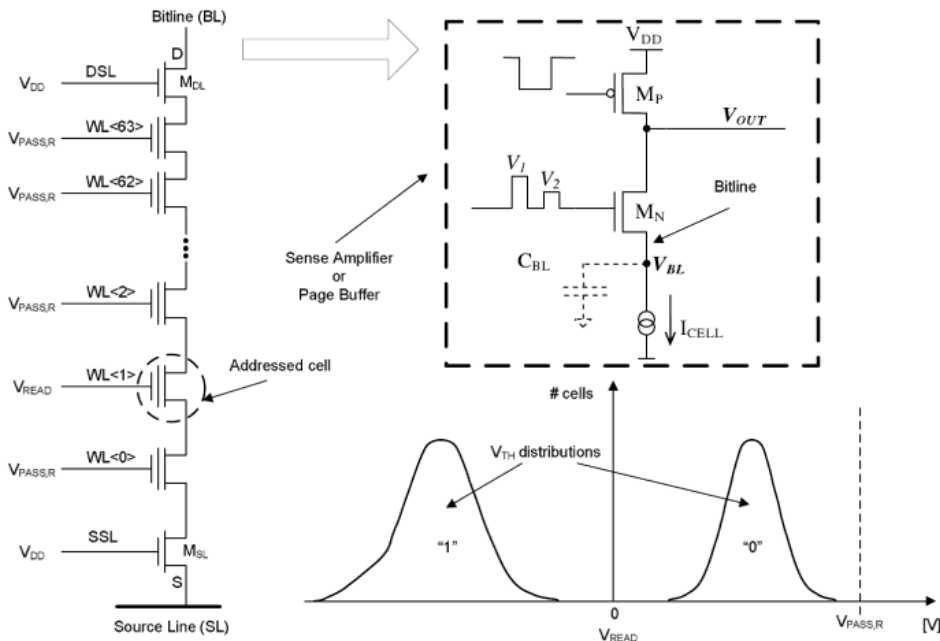 Bitline (BL)
D
V_DD
DSL
M_DL
V_PASS,R
WL<63>
V_PASS,R
WL<62>
V_PASS,R
WL<2>
V_READ
WL<1>
Addressed cell
V_PASS,R
WL<0>
V_DD
SSL
M_SL
S
Source Line (SL)
Sense Amplifier
or
Page Buffer
V_DD
M_P
V_OUT
V_1
V_2
M_N
Bitline
C_BL
V_BL
I_CELL
# cells
V_TH distributions
"1"
"0"
0
V_READ
V_PASS,R
[V]